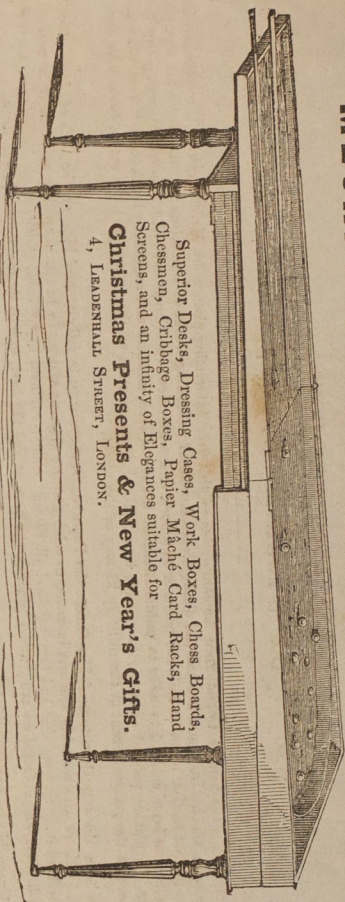 Superior Desks, Dressing Cases, Work Boxes, Chess Boards,
Chessmen, Cribbage Boxes, Papier Mâché Card Racks, Hand
Screens, and an infinity of Elegances suitable for
Christmas Presents & New Year's Gifts.
4, LEADENHALL STREET, LONDON.